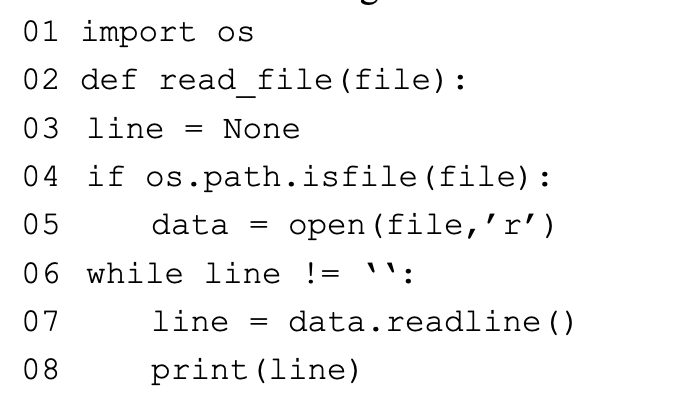 01 import os
02 def read_file(file):
03 line = None
04 if os.path.isfile(file):
05    data = open(file,’r’)
06 while line != ‘‘:
07    line = data.readline()
08    print(line)